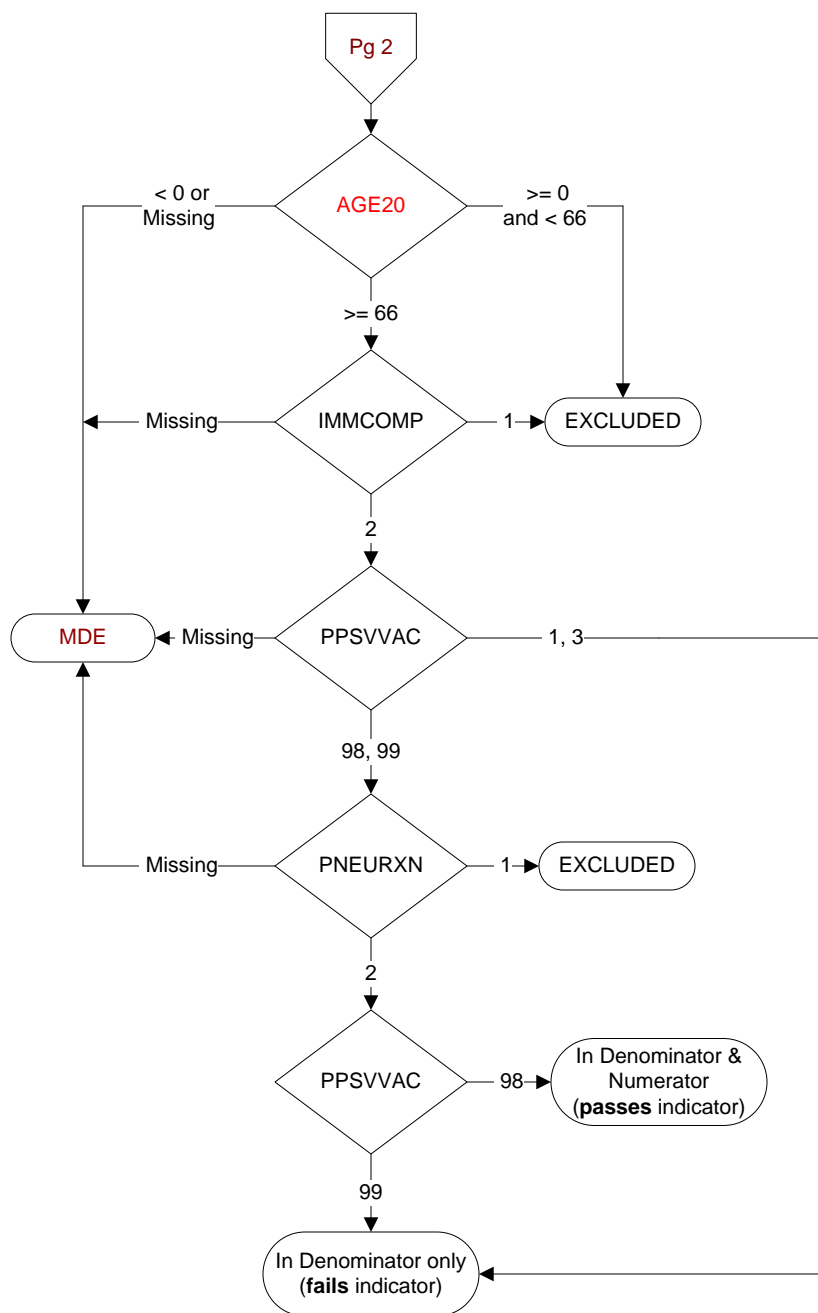 Pg 2
< 0 or
Missing
AGE20
>= 0
and < 66
>= 66
Missing
IMMCOMP
1
EXCLUDED
2
MDE
Missing
PPSVVAC
1, 3
98, 99
Missing
PNEURXN
1
EXCLUDED
2
PPSVVAC
98
In Denominator &
Numerator
(passes indicator)
99
In Denominator only
(fails indicator)